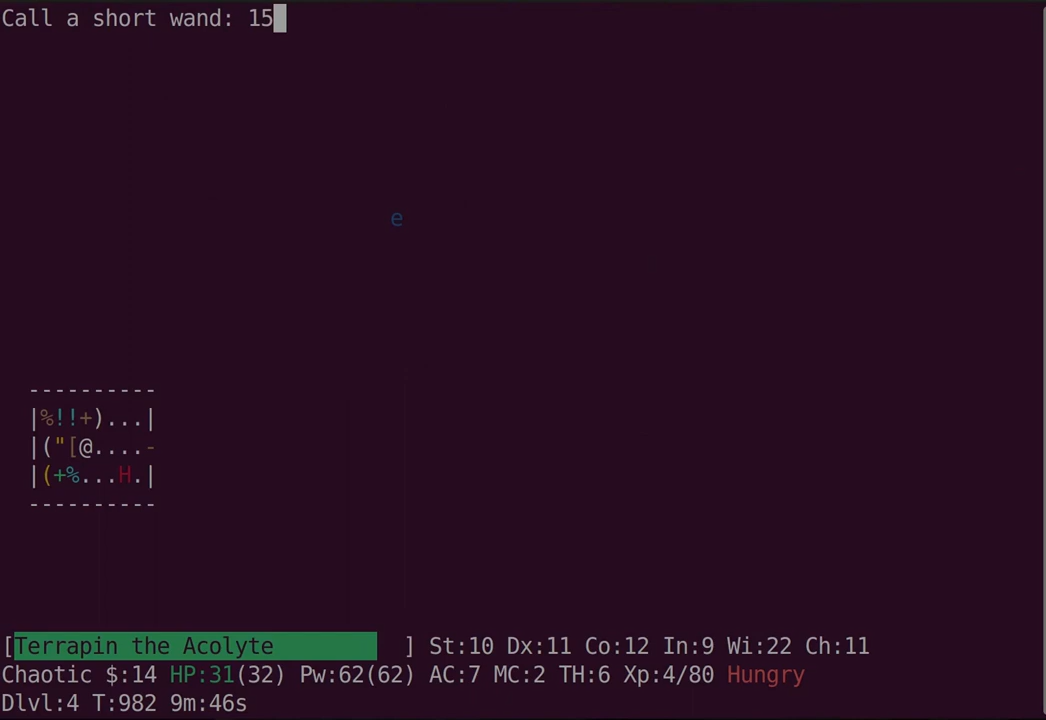 Call a short wand: 15
e
----------
|%!!+)...|
|("[@....-
|(+%...H.|
----------
[Terrapin the Acolyte          ] St:10 Dx:11 Co:12 In:9 Wi:22 Ch:11
Chaotic $:14 HP:31(32) Pw:62(62) AC:7 MC:2 TH:6 Xp:4/80 Hungry
Dlvl:4 T:982 9m:46s